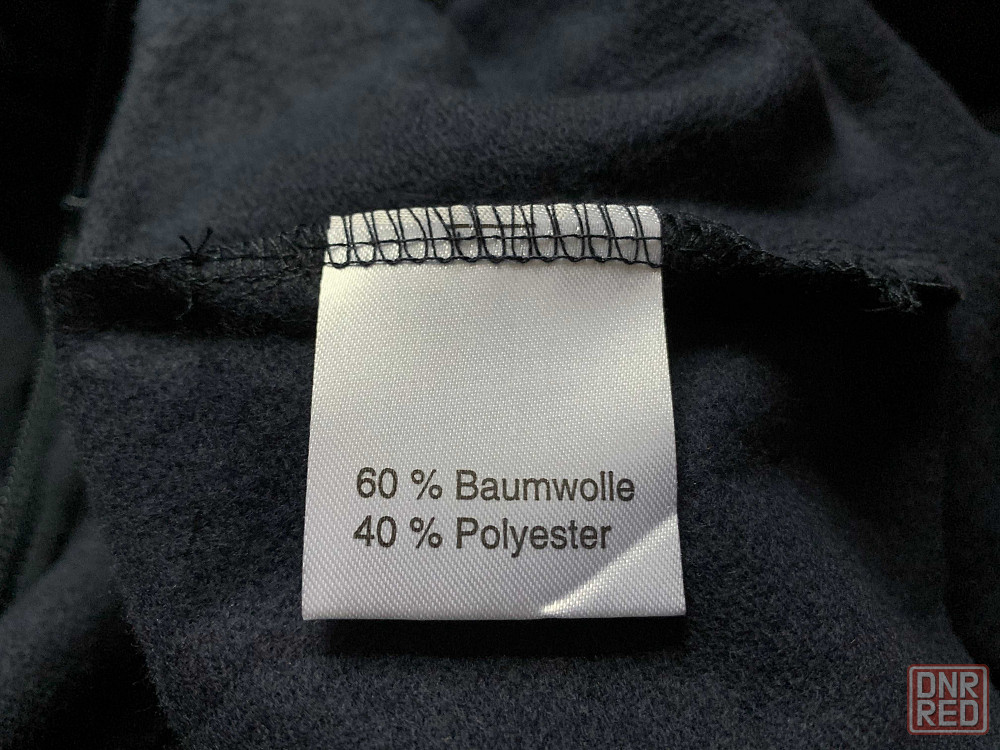 60 % Baumwolle
40 % Polyester
DNR
RED